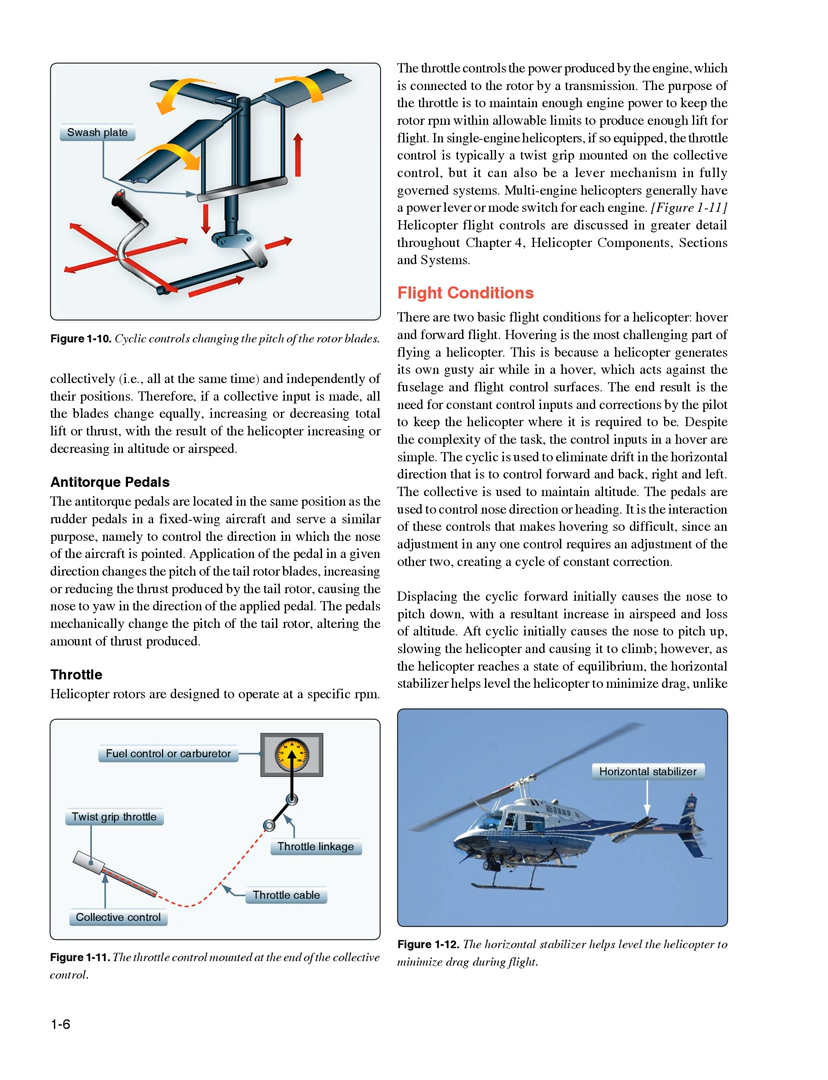 Swash plate
Figure 1-10. Cyclic controls changing the pitch of the rotor blades.
collectively (i.e., all at the same time) and independently of
their positions. Therefore, if a collective input is made, all
the blades change equally, increasing or decreasing total
lift or thrust, with the result of the helicopter increasing or
decreasing in altitude or airspeed.
Antitorque Pedals
The antitorque pedals are located in the same position as the
rudder pedals in a fixed-wing aircraft and serve a similar
purpose, namely to control the direction in which the nose
of the aircraft is pointed. Application of the pedal in a given
direction changes the pitch of the tail rotor blades, increasing
or reducing the thrust produced by the tail rotor, causing the
nose to yaw in the direction of the applied pedal. The pedals
mechanically change the pitch of the tail rotor, altering the
amount of thrust produced.
Throttle
Helicopter rotors are designed to operate at a specific rpm.
Fuel control or carburetor
Twist grip throttle
Throttle linkage
Throttle cable
Collective control
Figure 1-11. The throttle control mounted at the end of the collective
control.
The throttle controls the power produced by the engine, which
is connected to the rotor by a transmission. The purpose of
the throttle is to maintain enough engine power to keep the
rotor rpm within allowable limits to produce enough lift for
flight. In single-engine helicopters, if so equipped, the throttle
control is typically a twist grip mounted on the collective
control, but it can also be a lever mechanism in fully
governed systems. Multi-engine helicopters generally have
a power lever or mode switch for each engine. [Figure 1-11]
Helicopter flight controls are discussed in greater detail
throughout Chapter 4, Helicopter Components, Sections
and Systems.
Flight Conditions
There are two basic flight conditions for a helicopter: hover
and forward flight. Hovering is the most challenging part of
flying a helicopter. This is because a helicopter generates
its own gusty air while in a hover, which acts against the
fuselage and flight control surfaces. The end result is the
need for constant control inputs and corrections by the pilot
to keep the helicopter where it is required to be. Despite
the complexity of the task, the control inputs in a hover are
simple. The cyclic is used to eliminate drift in the horizontal
direction that is to control forward and back, right and left.
The collective is used to maintain altitude. The pedals are
used to control nose direction or heading. It is the interaction
of these controls that makes hovering so difficult, since an
adjustment in any one control requires an adjustment of the
other two, creating a cycle of constant correction.
Displacing the cyclic forward initially causes the nose to
pitch down, with a resultant increase in airspeed and loss
of altitude. Aft cyclic initially causes the nose to pitch up,
slowing the helicopter and causing it to climb; however, as
the helicopter reaches a state of equilibrium, the horizontal
stabilizer helps level the helicopter to minimize drag, unlike
Horizontal stabilizer
Figure 1-12. The horizontal stabilizer helps level the helicopter to
minimize drag during flight.
1-6